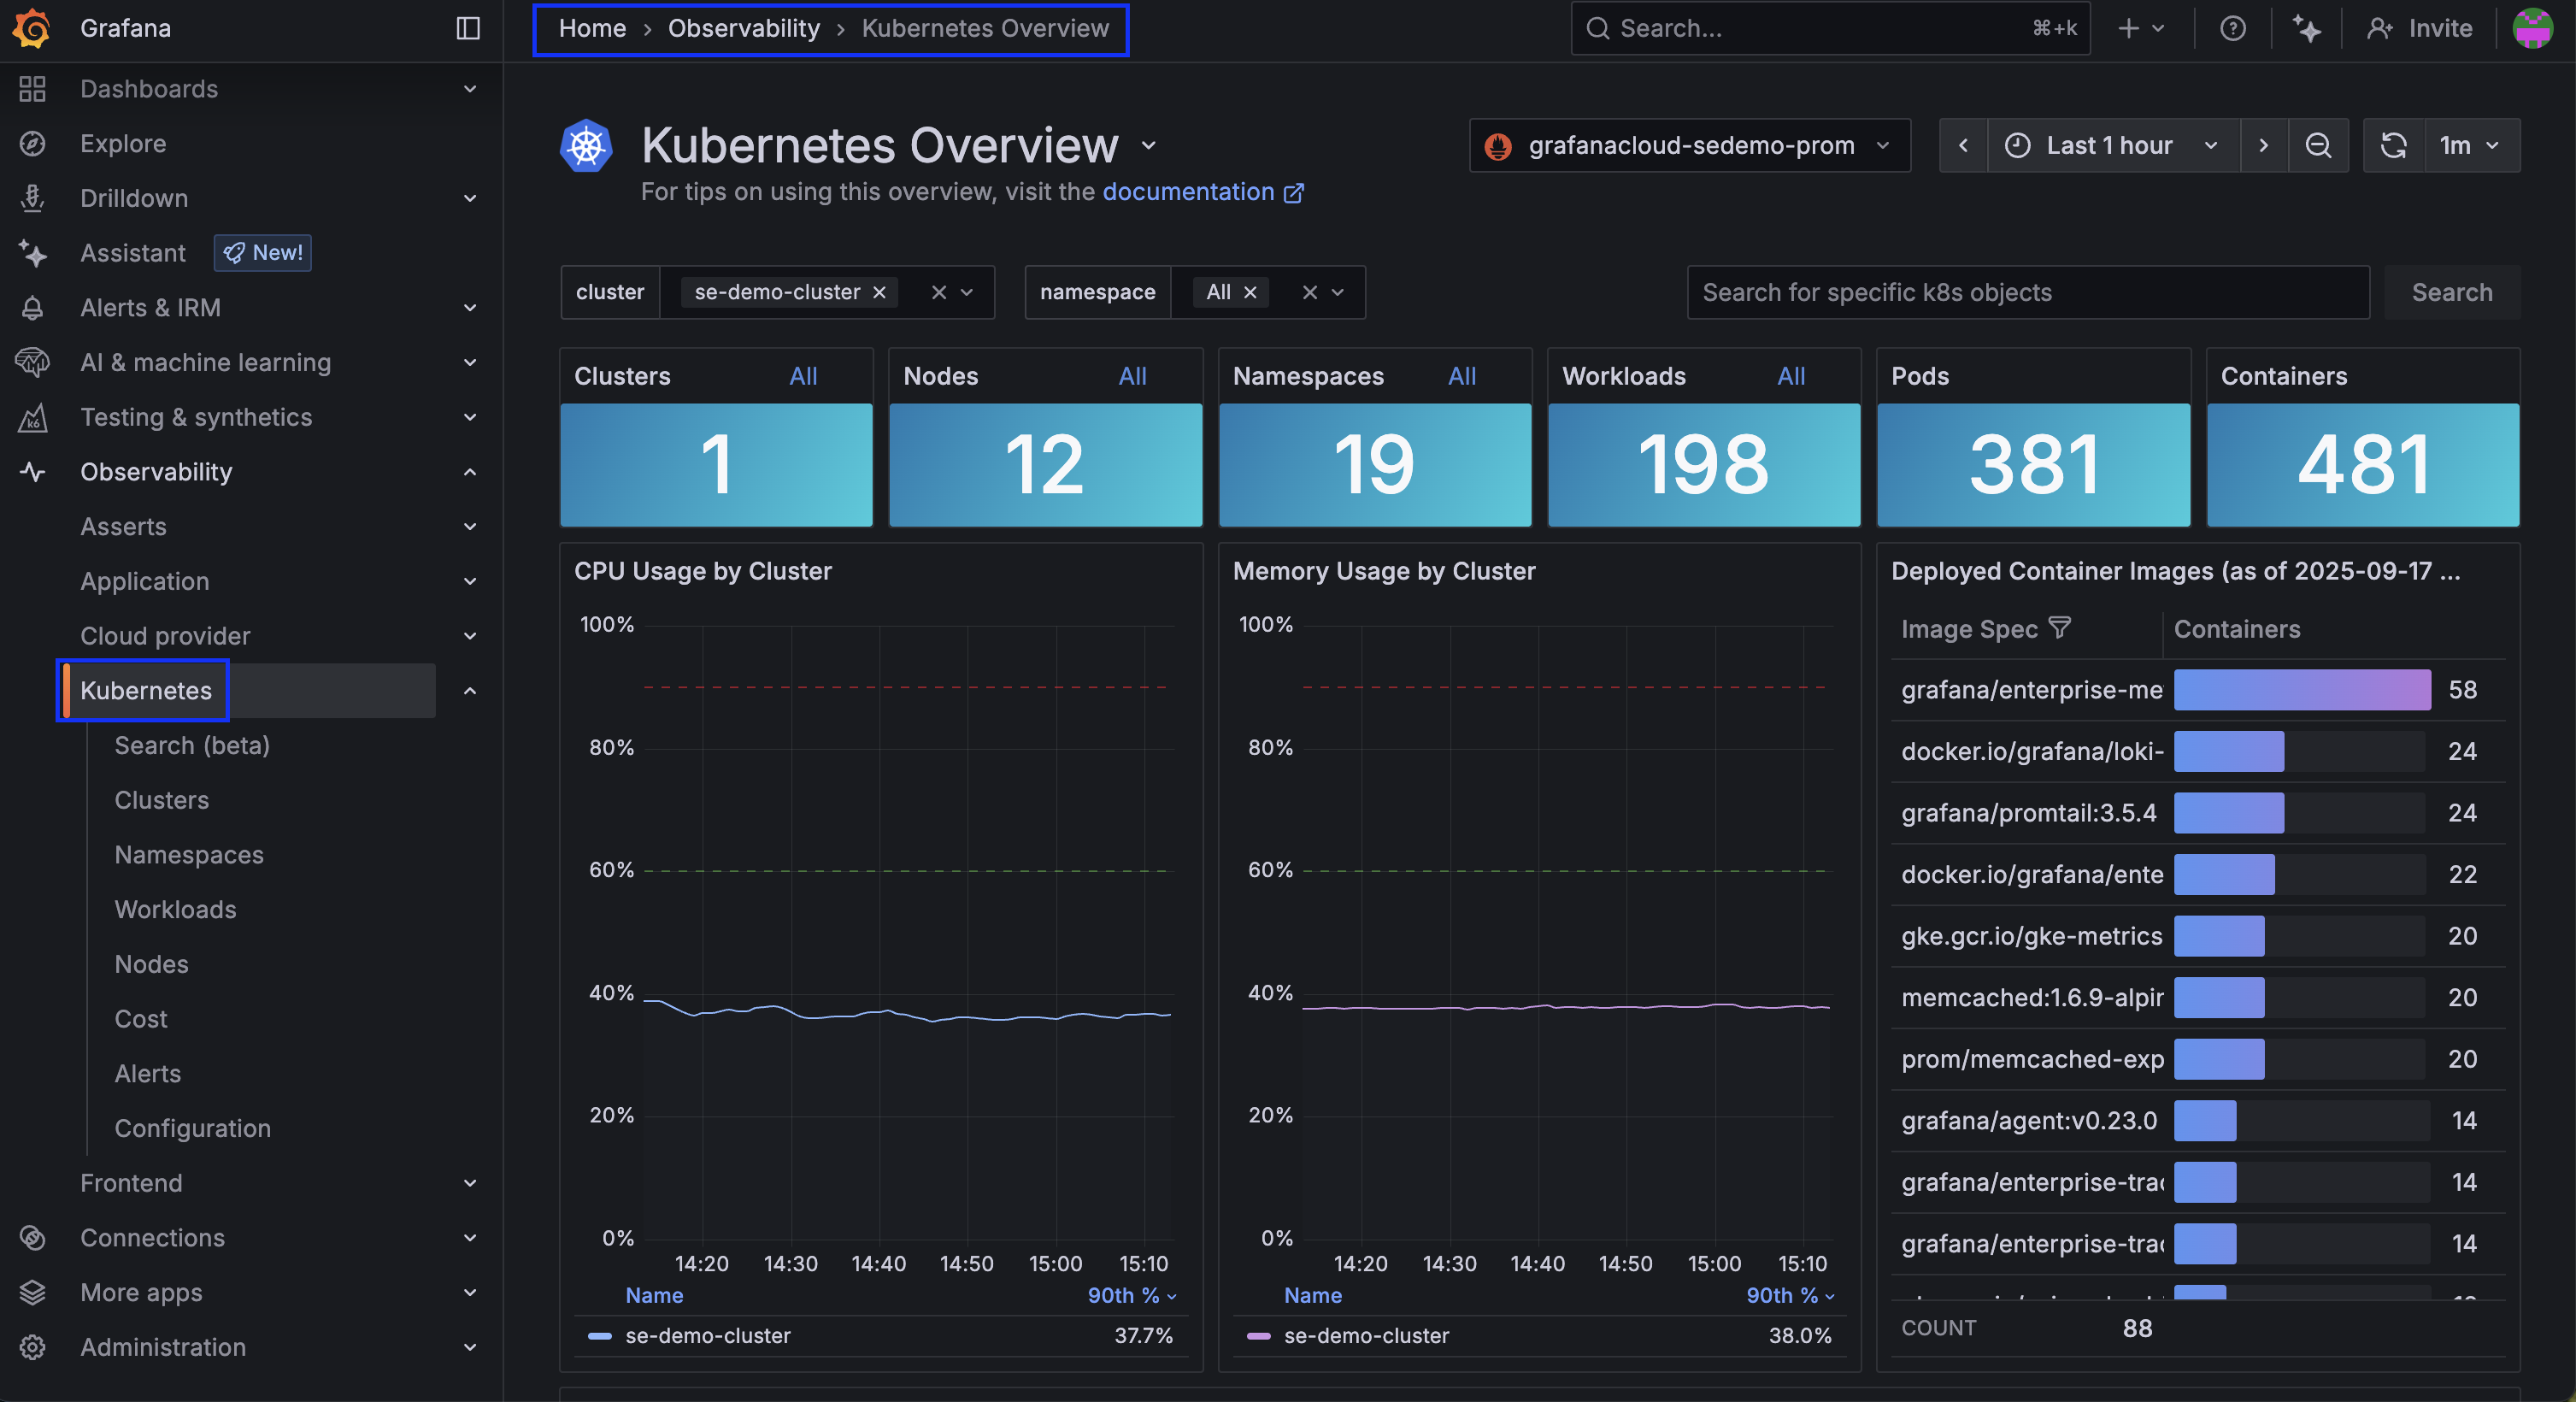 Grafana
Home › Observability › Kubernetes Overview
Search... ⌘+k
Invite
Dashboards
Explore
Drilldown
Assistant New!
Alerts & IRM
AI & machine learning
Testing & synthetics
Observability
Asserts
Application
Cloud provider
Kubernetes
Search (beta)
Clusters
Namespaces
Workloads
Nodes
Cost
Alerts
Configuration
Frontend
Connections
More apps
Administration
Kubernetes Overview
For tips on using this overview, visit the documentation
grafanacloud-sedemo-prom
Last 1 hour
1m
cluster se-demo-cluster
namespace All
Search for specific k8s objects
Search
Clusters All
1
Nodes All
12
Namespaces All
19
Workloads All
198
Pods
381
Containers
481
CPU Usage by Cluster
100%
80%
60%
40%
20%
0%
14:20 14:30 14:40 14:50 15:00 15:10
Name 90th %
se-demo-cluster 37.7%
Memory Usage by Cluster
100%
80%
60%
40%
20%
0%
14:20 14:30 14:40 14:50 15:00 15:10
Name 90th %
se-demo-cluster 38.0%
Deployed Container Images (as of 2025-09-17 ...
Image Spec Containers
grafana/enterprise-me 58
docker.io/grafana/loki- 24
grafana/promtail:3.5.4 24
docker.io/grafana/ente 22
gke.gcr.io/gke-metrics 20
memcached:1.6.9-alpi 20
prom/memcached-exp 20
grafana/agent:v0.23.0 14
grafana/enterprise-tra 14
grafana/enterprise-tra 14
COUNT 88